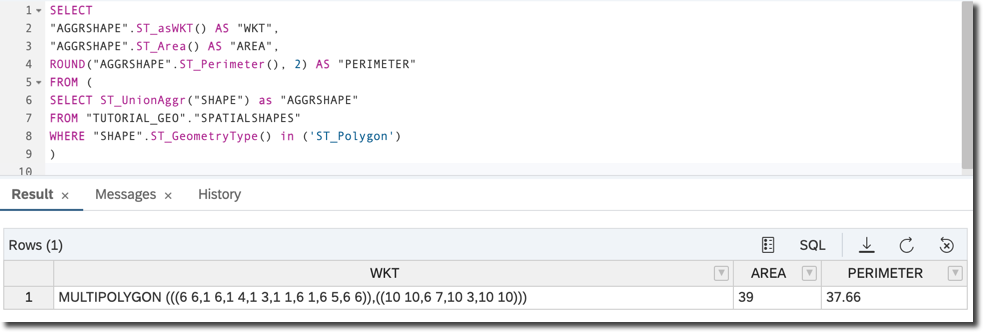 1 SELECT
2 "AGGRSHAPE".ST_asWKT() AS "WKT",
3 "AGGRSHAPE".ST_Area() AS "AREA",
4 ROUND("AGGRSHAPE".ST_Perimeter(), 2) AS "PERIMETER"
5 FROM (
6 SELECT ST_UnionAggr("SHAPE") as "AGGRSHAPE"
7 FROM "TUTORIAL_GEO"."SPATIALSHAPES"
8 WHERE "SHAPE".ST_GeometryType() in ('ST_Polygon')
9 )
10
Result × Messages × History
Rows (1) SQL
WKT AREA PERIMETER
1 MULTIPOLYGON (((6 6,1 6,1 4,1 3,1 1,6 1,6 5,6 6)),((10 10,6 7,10 3,10 10))) 39 37.66